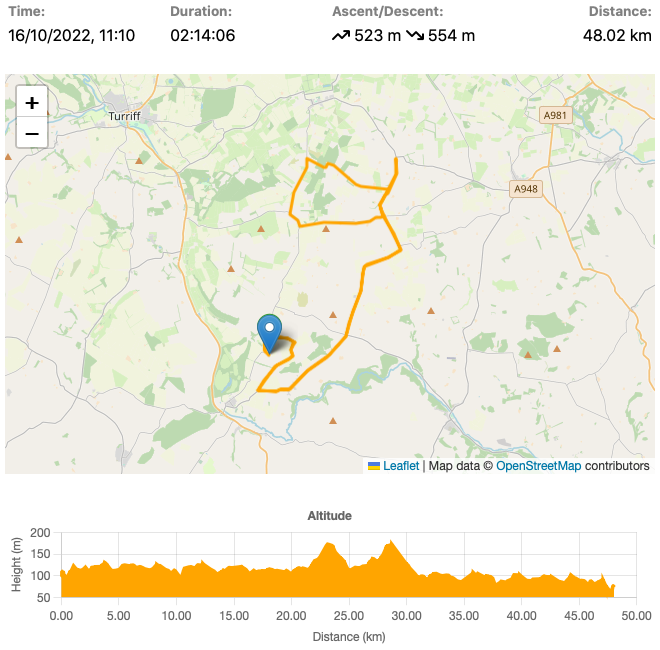 Time: Duration: Ascent/Descent: Distance:
16/10/2022, 11:10 02:14:06 523 m 554 m 48.02 km
+
−
Turriff
A981
A948
Leaflet | Map data © OpenStreetMap contributors
Altitude
Height (m)
200
150
100
50
0.00 5.00 10.00 15.00 20.00 25.00 30.00 35.00 40.00 45.00 50.00
Distance (km)